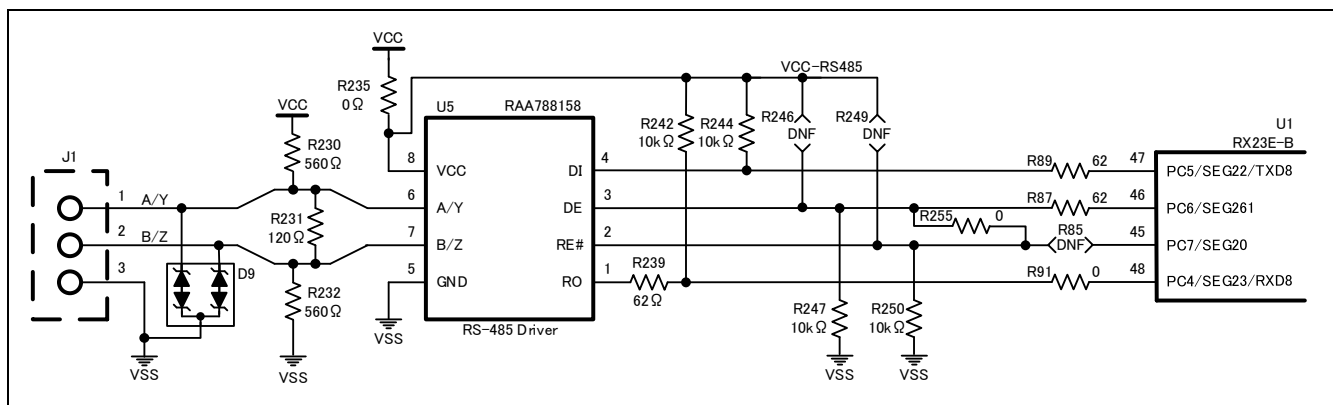 VCC
R235
0Ω
VCC-RS485
VCC
R230
560Ω
U5 RAA788158
R242
10kΩ
R244
10kΩ
R246
DNF
R249
DNF
U1
RX23E-B
J1
1 A/Y
2 B/Z
3
D9
VSS
R231
120Ω
R232
560Ω
VSS
8 VCC
6 A/Y
7 B/Z
5 GND
VSS
DI 4
DE 3
RE# 2
RO 1
RS-485 Driver
R239
62Ω
R89 62 47 PC5/SEG22/TXD8
R87 62 46 PC6/SEG261
R255 0
R85
DNF
45 PC7/SEG20
R91 0 48 PC4/SEG23/RXD8
R247
10kΩ
VSS
R250
10kΩ
VSS